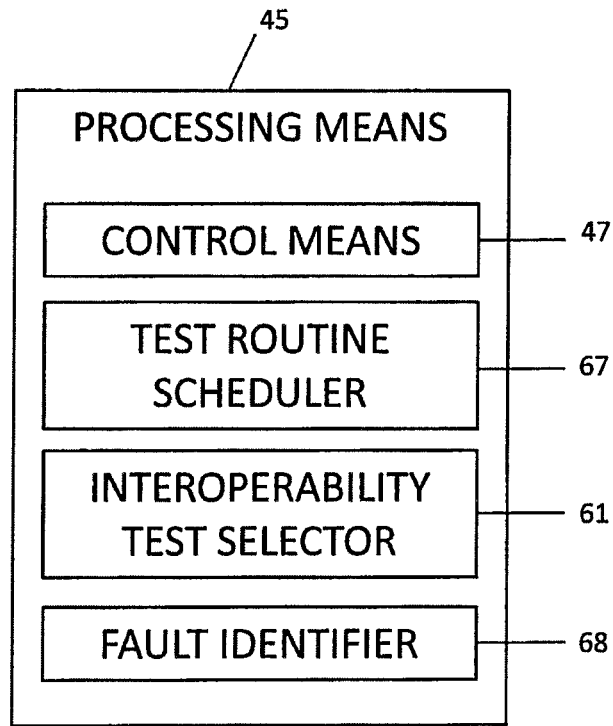 45
PROCESSING MEANS
CONTROL MEANS
47
TEST ROUTINE
SCHEDULER
67
INTEROPERABILITY
TEST SELECTOR
61
FAULT IDENTIFIER
68